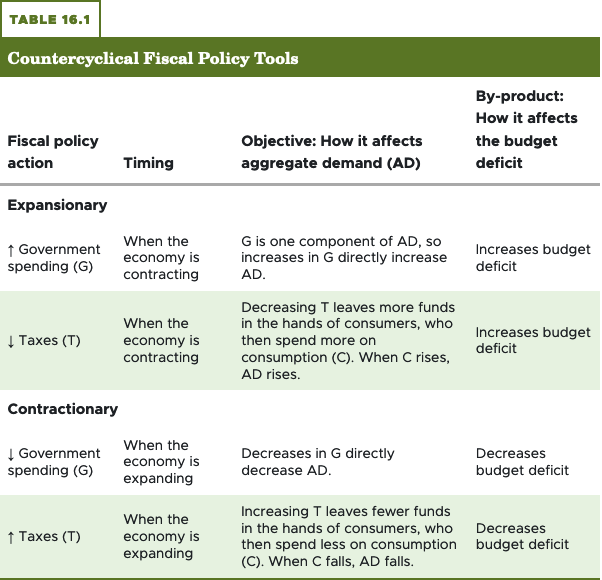 TABLE 16.1
Countercyclical Fiscal Policy Tools
Fiscal policy
action
Timing
Objective: How it affects
aggregate demand (AD)
By-product:
How it affects
the budget
deficit
Expansionary
↑ Government
spending (G)
When the
economy is
contracting
G is one component of AD, so
increases in G directly increase
AD.
Increases budget
deficit
↓ Taxes (T)
When the
economy is
contracting
Decreasing T leaves more funds
in the hands of consumers, who
then spend more on
consumption (C). When C rises,
AD rises.
Increases budget
deficit
Contractionary
↓ Government
spending (G)
When the
economy is
expanding
Decreases in G directly
decrease AD.
Decreases
budget deficit
↑ Taxes (T)
When the
economy is
expanding
Increasing T leaves fewer funds
in the hands of consumers, who
then spend less on consumption
(C). When C falls, AD falls.
Decreases
budget deficit